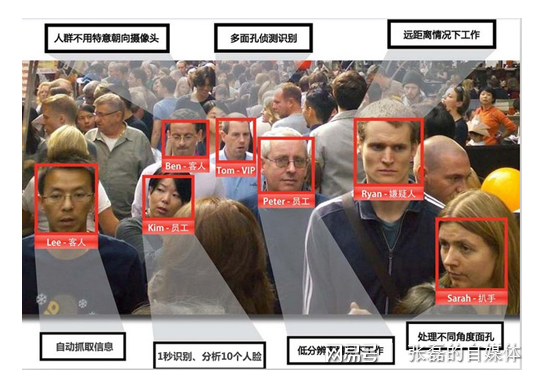 人群不用特意朝向摄像头
多面孔侦测识别
远距离情况下工作
Ben - 客人
Tom - VIP
Peter - 员工
Ryan - 嫌疑人
Kim - 员工
Lee - 客人
Sarah - 扒手
自动抓取信息
1秒识别、分析10个人脸
低分辨
工作
处理不同角度面孔
网易号
张磊的自媒体